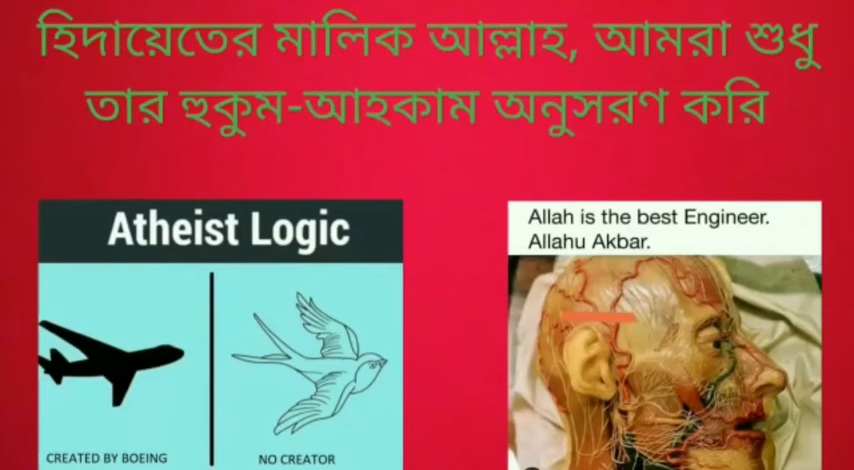 হিদায়েতের মালিক আল্লাহ, আমরা শুধু
তার হুকুম-আহকাম অনুসরণ করি
Atheist Logic
CREATED BY BOEING
NO CREATOR
Allah is the best Engineer.
Allahu Akbar.